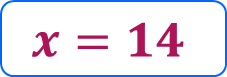 x = 14